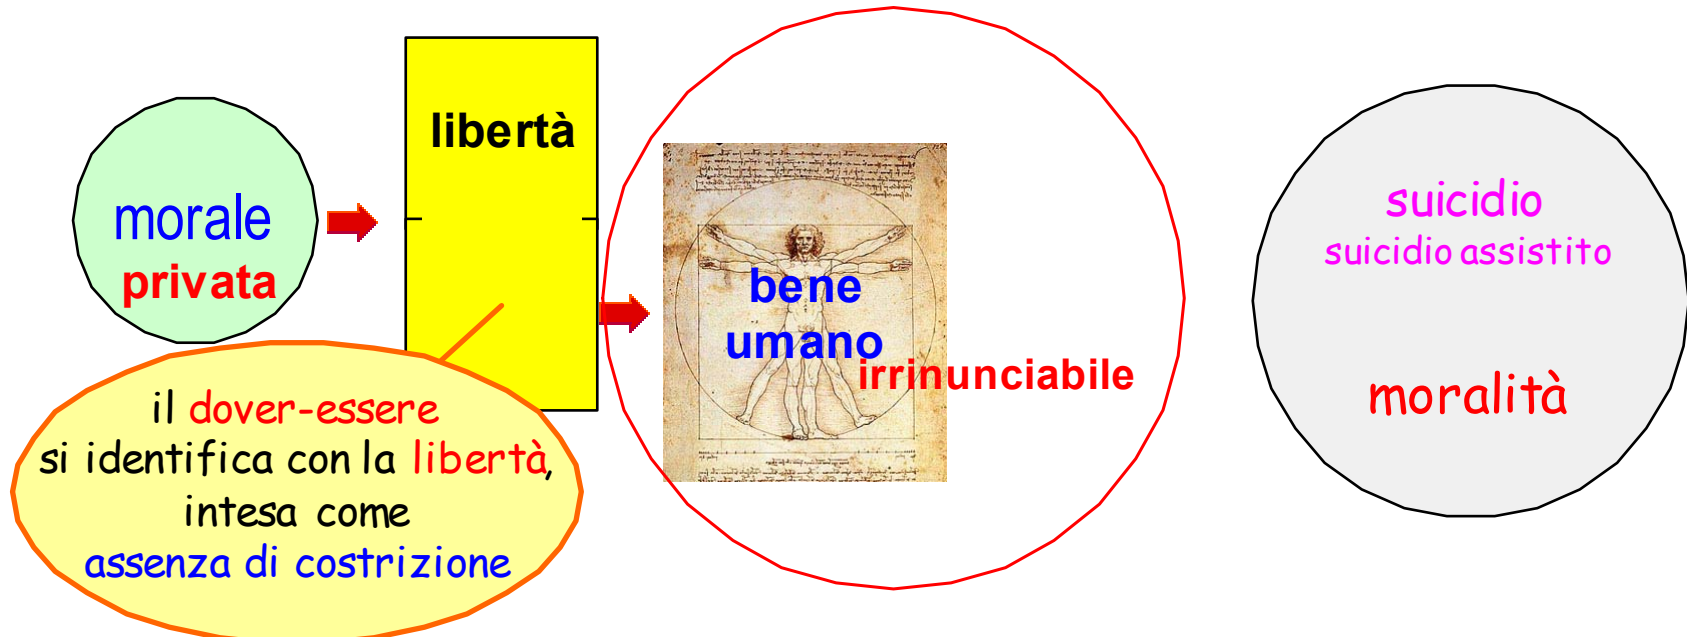 morale
privata
libertà
il dover-essere
si identifica con la libertà,
intesa come
assenza di costrizione
bene
umano
irrinunciabile
suicidio
suicidio assistito
moralità